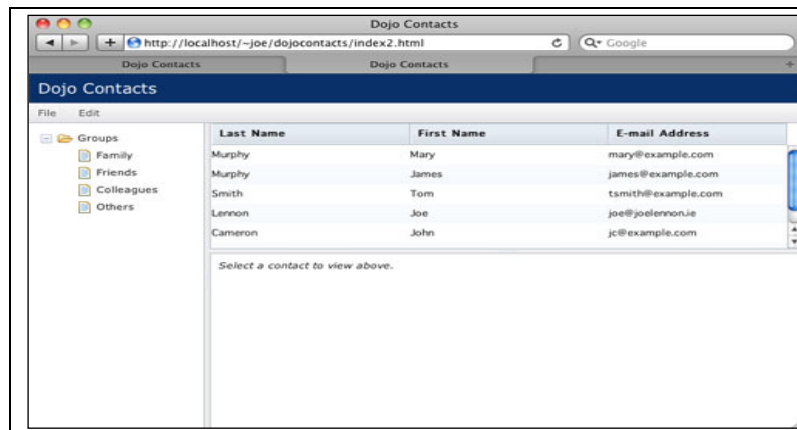 Dojo Contacts
http://localhost/~joe/dojocontacts/index2.html
Google
Dojo Contacts
Dojo Contacts
Dojo Contacts
File Edit
Groups
Family
Friends
Colleagues
Others
Last Name First Name E-mail Address
Murphy Mary mary@example.com
Murphy James james@example.com
Smith Tom tsmith@example.com
Lennon Joe joe@joelennon.ie
Cameron John jc@example.com
Select a contact to view above.